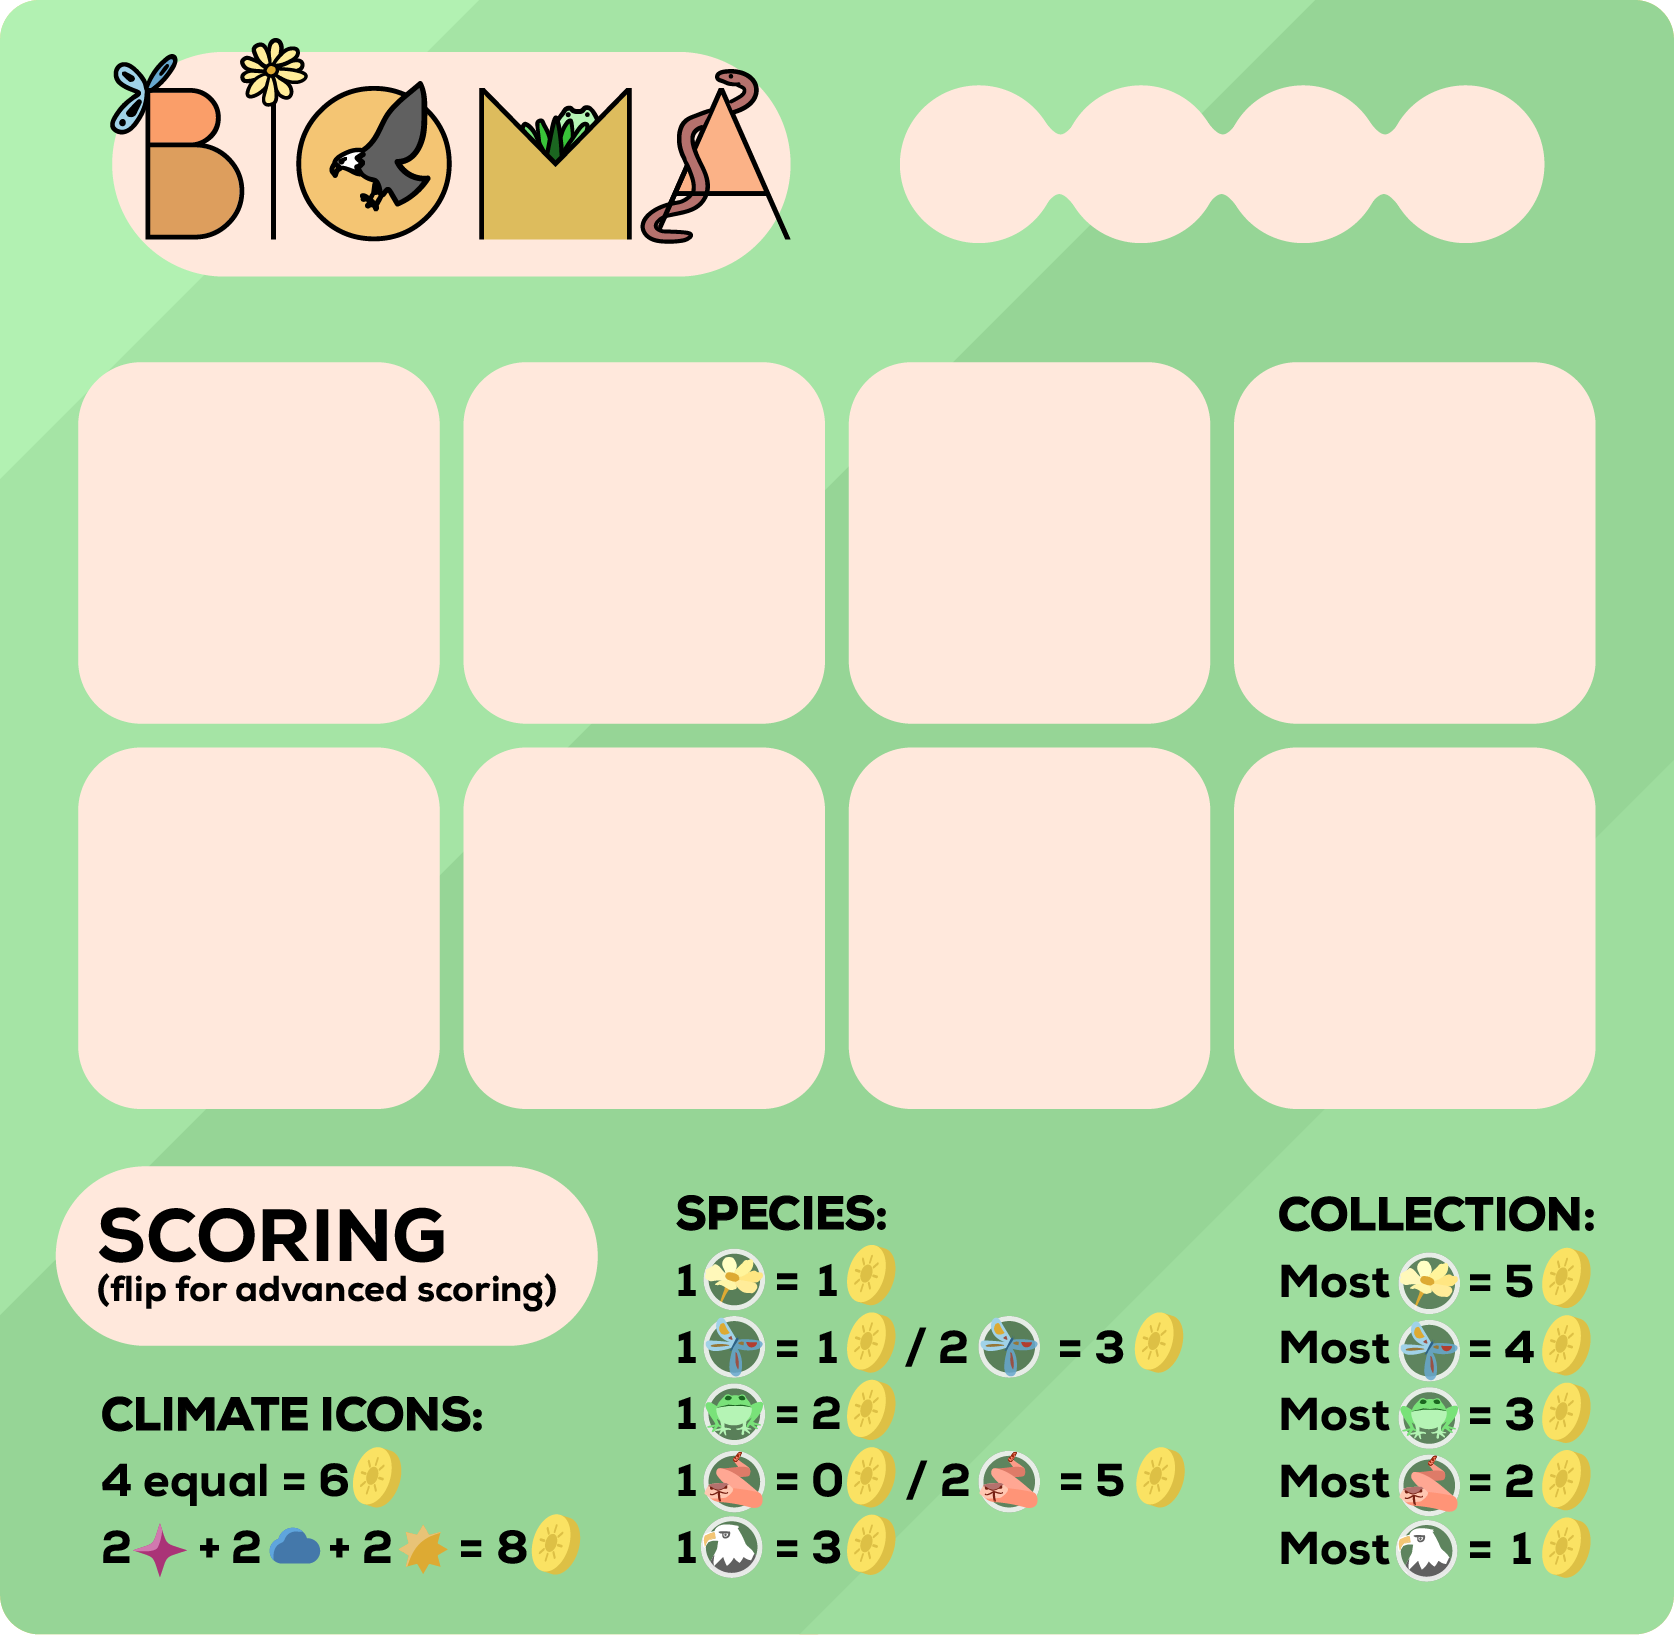 BIOMA
SCORING
(flip for advanced scoring)
CLIMATE ICONS:
4 equal = 6
2 + 2 + 2 = 8
SPECIES:
1 = 1
1 = 1 / 2 = 3
1 = 2
1 = 0 / 2 = 5
1 = 3
COLLECTION:
Most = 5
Most = 4
Most = 3
Most = 2
Most = 1